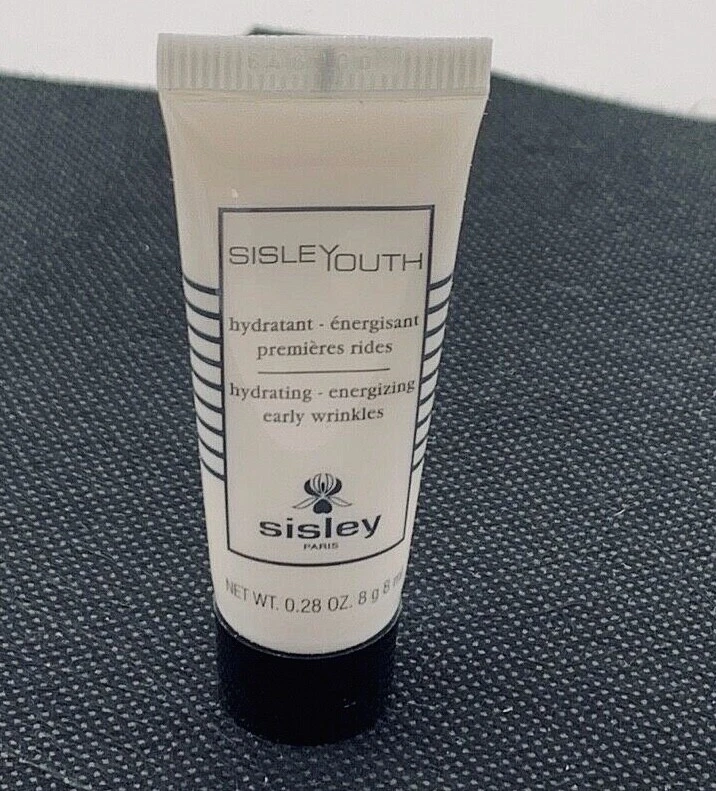 SISLEYOUTH
hydratant - énergisant
premières rides
hydrating - energizing
early wrinkles
sisley
PARIS
NET WT. 0.28 OZ. 8 g 8 ml